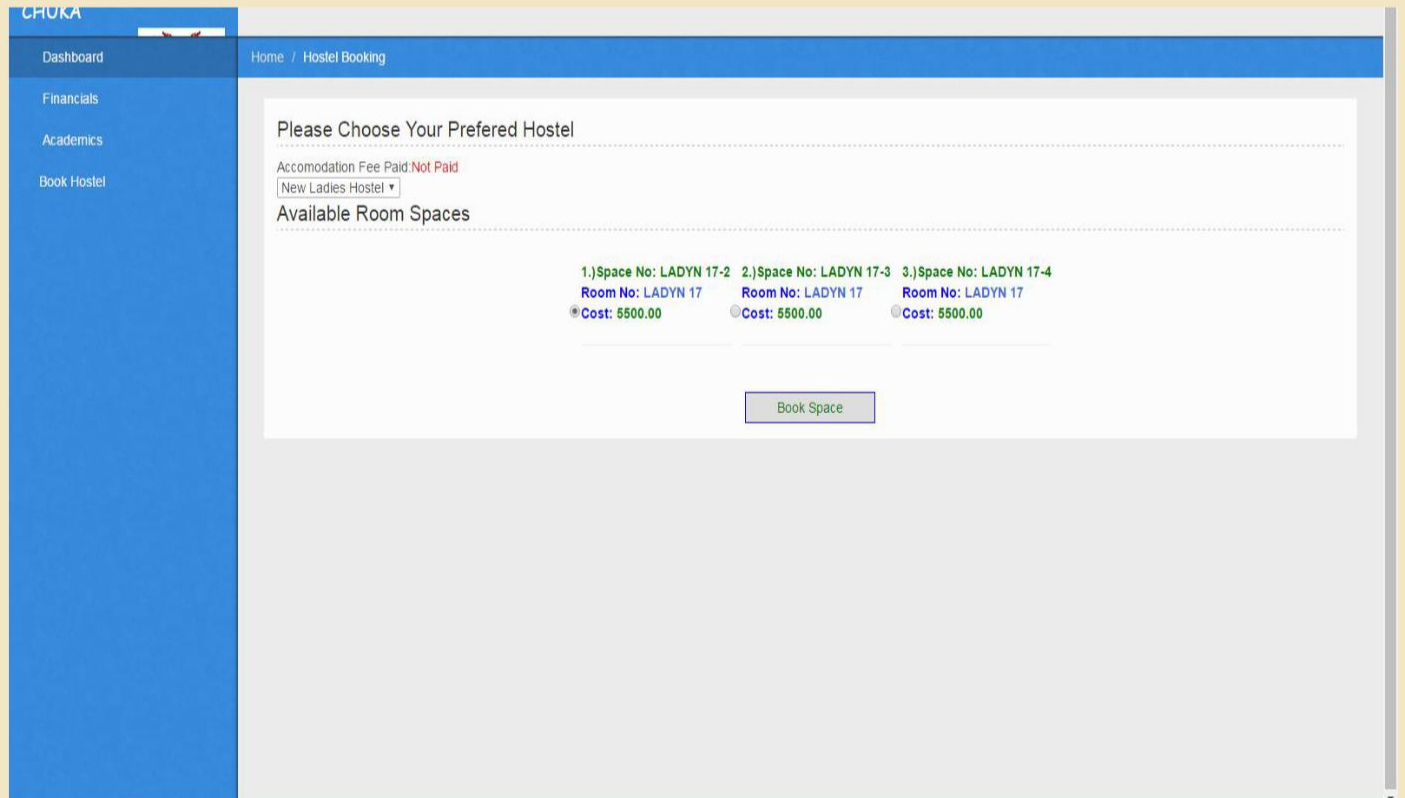 CHUKA
Dashboard
Financials
Academics
Book Hostel
Home / Hostel Booking
Please Choose Your Prefered Hostel
Accomodation Fee Paid:Not Paid
New Ladies Hostel
Available Room Spaces
1.)Space No: LADYN 17-2 2.)Space No: LADYN 17-3 3.)Space No: LADYN 17-4
Room No: LADYN 17 Room No: LADYN 17 Room No: LADYN 17
Cost: 5500.00 Cost: 5500.00 Cost: 5500.00
Book Space